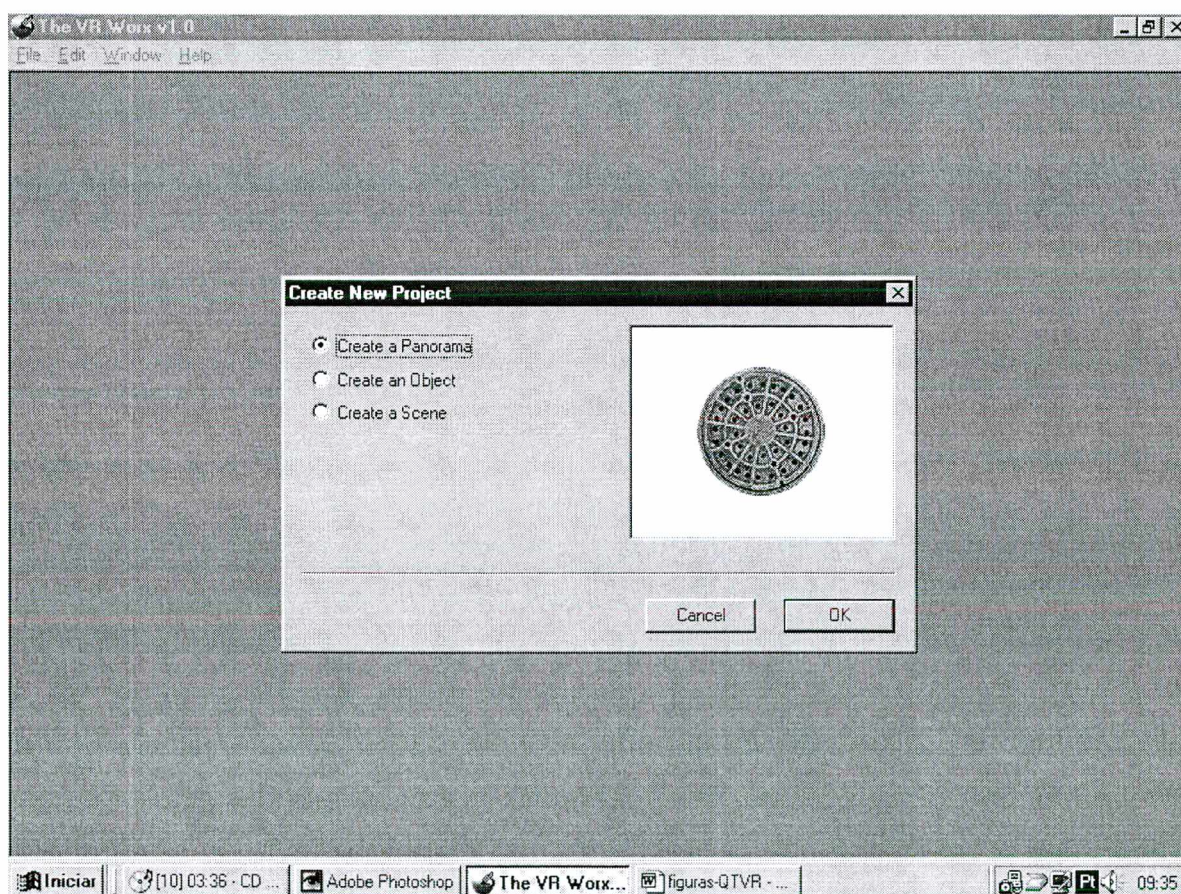 The VR Worx v1.0
File Edit Window Help
Create New Project
Create a Panorama
Create an Object
Create a Scene
Cancel OK
Iniciar [10] 03:36 - CD ... Adobe Photoshop The VR Worx... figuras-QTVR - ... Pt 09:35